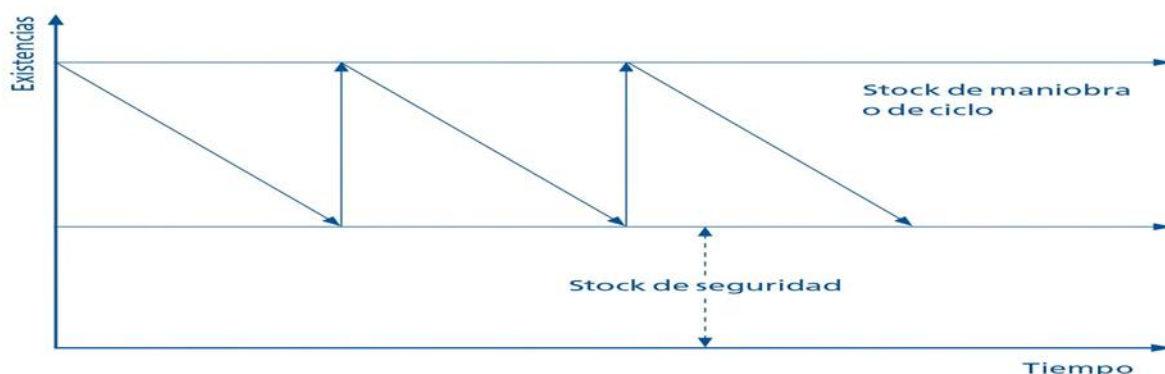 Existencias
Stock de maniobra
o de ciclo
Stock de seguridad
Tiempo